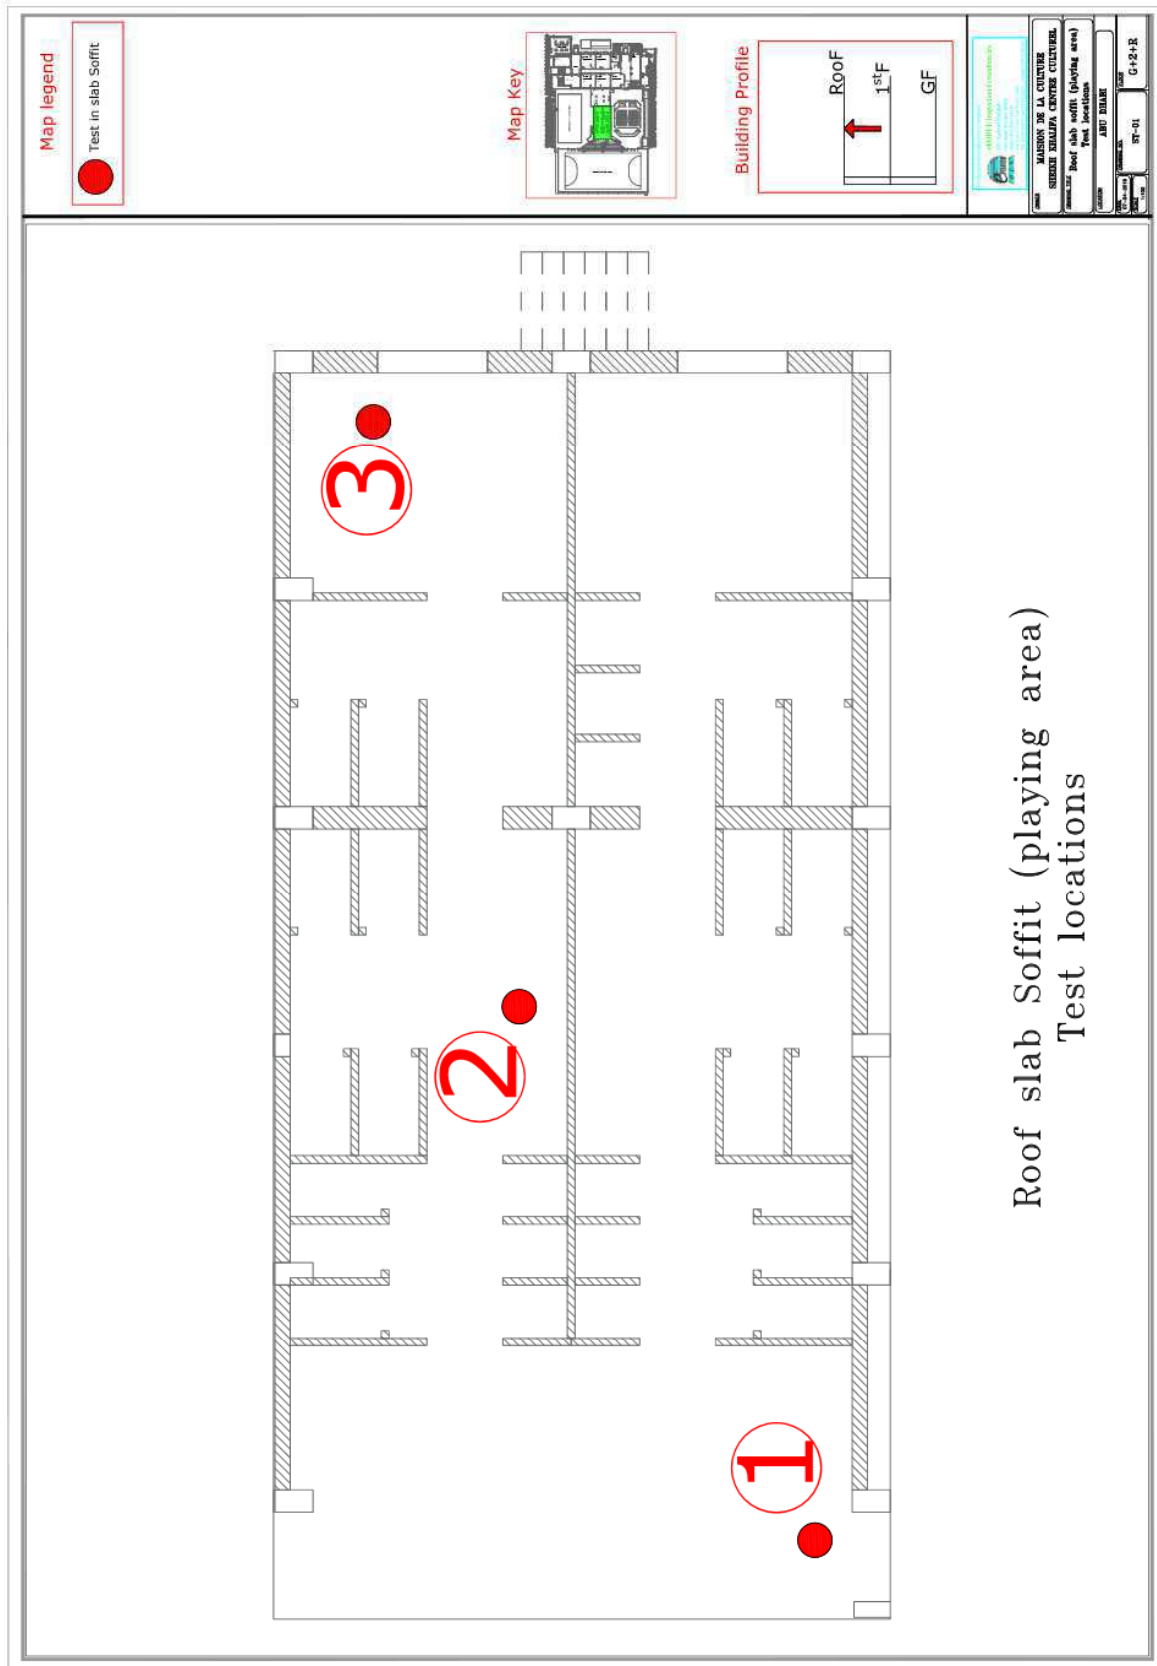 Map legend
Test in slab Soffit
Map Key
Building Profile
RooF
1stF
GF
MAISON DE LA CULTURE
SHEIKH KHALIFA CENTRE CULTUREL
Roof slab soffit (playing area)
Test locations
ABU DHABI
ST-01
G+2+R
3
2
1
Roof slab Soffit (playing area)
Test locations